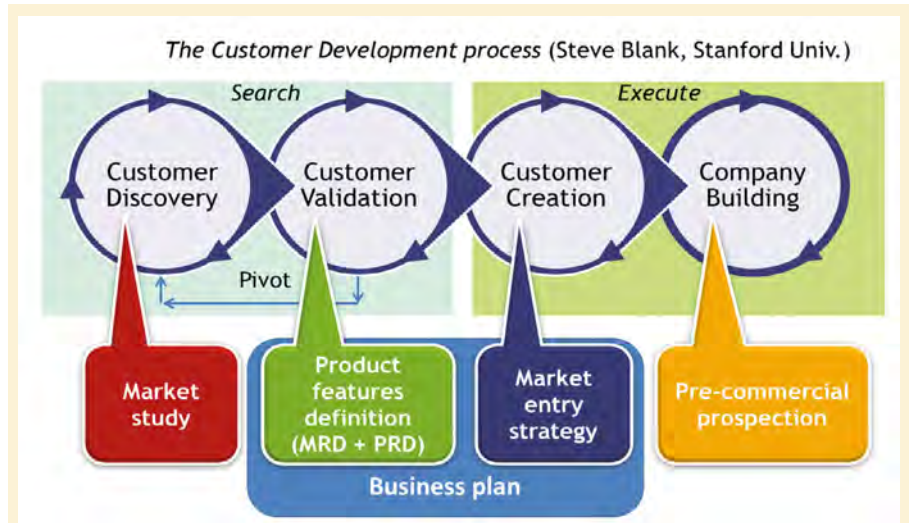 The Customer Development process (Steve Blank, Stanford Univ.)
Search
Execute
Customer
Discovery
Customer
Validation
Customer
Creation
Company
Building
Pivot
Market
study
Product
features
definition
(MRD + PRD)
Market
entry
strategy
Pre-commercial
prospection
Business plan